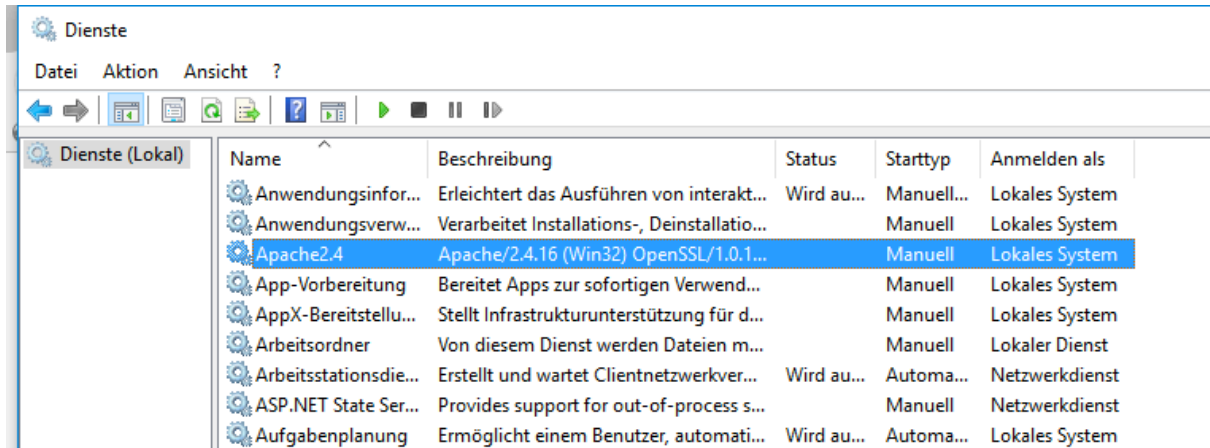 Dienste
Datei Aktion Ansicht ?
Dienste (Lokal)
Name Beschreibung Status Starttyp Anmelden als
Anwendungsinfor... Erleichtert das Ausführen von interakt... Wird au... Manuell... Lokales System
Anwendungsverw... Verarbeitet Installations-, Deinstallatio... Manuell Lokales System
Apache2.4 Apache/2.4.16 (Win32) OpenSSL/1.0.1... Manuell Lokales System
App-Vorbereitung Bereitet Apps zur sofortigen Verwend... Manuell Lokales System
AppX-Bereitstellu... Stellt Infrastrukturunterstützung für d... Manuell Lokales System
Arbeitsordner Von diesem Dienst werden Dateien m... Manuell Lokaler Dienst
Arbeitsstationsdie... Erstellt und wartet Clientnetzwerkver... Wird au... Automa... Netzwerkdienst
ASP.NET State Ser... Provides support for out-of-process s... Manuell Netzwerkdienst
Aufgabenplanung Ermöglicht einem Benutzer, automati... Wird au... Automa... Lokales System